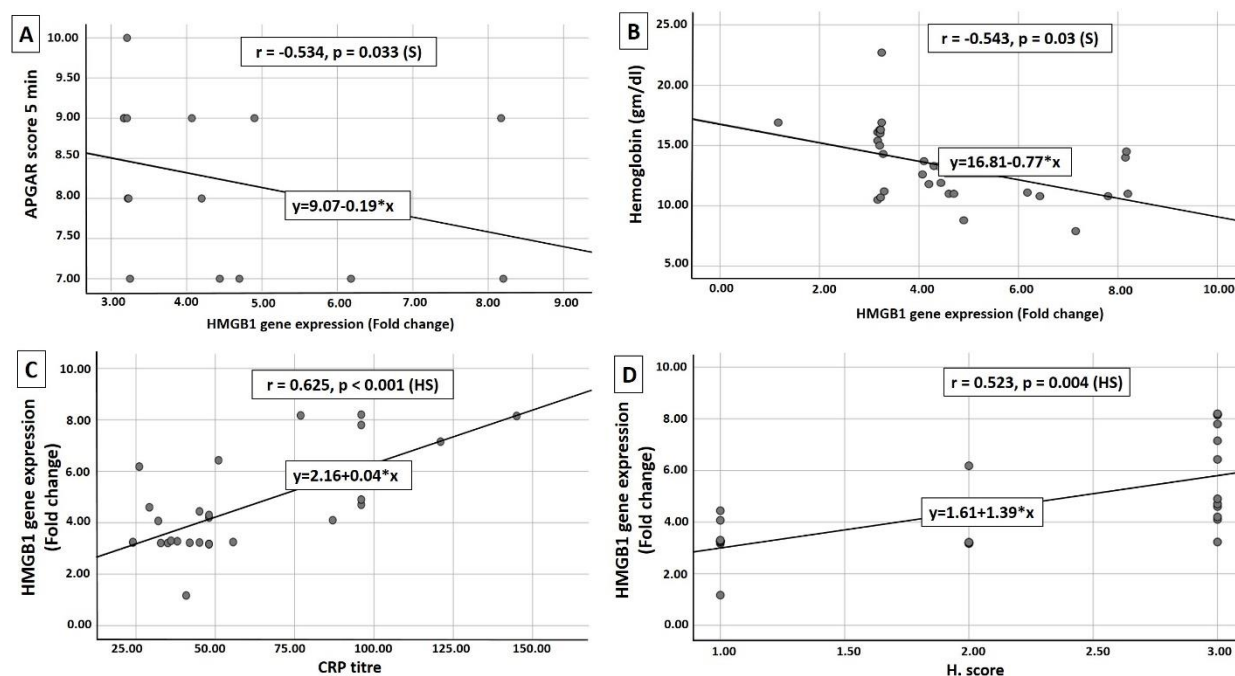 A
r = -0.534, p = 0.033 (S)
APGAR score 5 min
10.00
9.50
9.00
8.50
8.00
7.50
7.00
y=9.07-0.19*x
3.00 4.00 5.00 6.00 7.00 8.00 9.00
HMGB1 gene expression (Fold change)
B
r = -0.543, p = 0.03 (S)
Hemoglobin (gm/dl)
25.00
20.00
15.00
10.00
5.00
y=16.81-0.77*x
0.00 2.00 4.00 6.00 8.00 10.00
HMGB1 gene expression (Fold change)
C
r = 0.625, p < 0.001 (HS)
HMGB1 gene expression
(Fold change)
10.00
8.00
6.00
4.00
2.00
0.00
y=2.16+0.04*x
25.00 50.00 75.00 100.00 125.00 150.00
CRP titre
D
r = 0.523, p = 0.004 (HS)
HMGB1 gene expression
(Fold change)
10.00
8.00
6.00
4.00
2.00
0.00
y=1.61+1.39*x
1.00 1.50 2.00 2.50 3.00
H. score